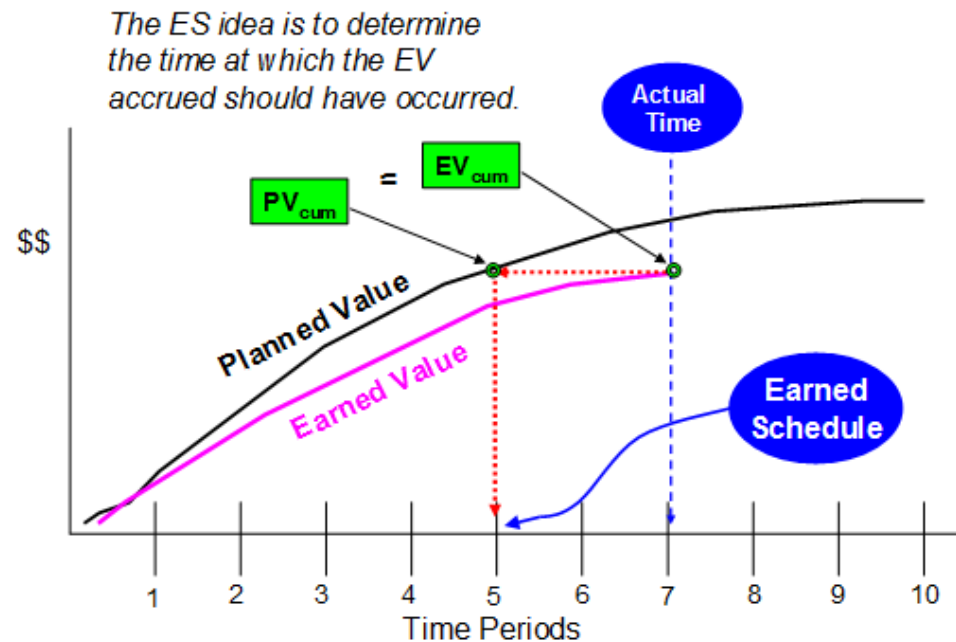 The ES idea is to determine
the time at which the EV
accrued should have occurred.
Actual
Time
PVcum
=
EVcum
$$
Planned Value
Earned Value
Earned
Schedule
1 2 3 4 5 6 7 8 9 10
Time Periods